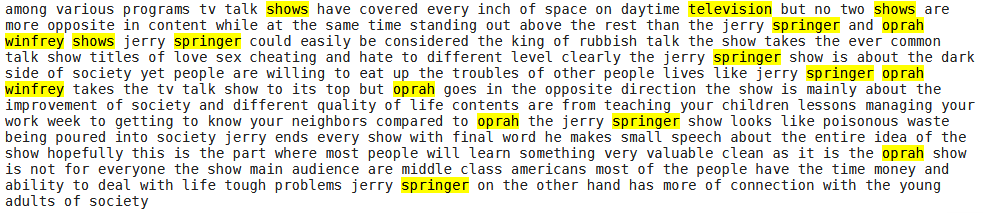 among various programs tv talk shows have covered every inch of space on daytime television but no two shows are
more opposite in content while at the same time standing out above the rest than the jerry springer and oprah
winfrey shows jerry springer could easily be considered the king of rubbish talk the show takes the ever common
talk show titles of love sex cheating and hate to different level clearly the jerry springer show is about the dark
side of society yet people are willing to eat up the troubles of other people lives like jerry springer oprah
winfrey takes the tv talk show to its top but oprah goes in the opposite direction the show is mainly about the
improvement of society and different quality of life contents are from teaching your children lessons managing your
work week to getting to know your neighbors compared to oprah the jerry springer show looks like poisonous waste
being poured into society jerry ends every show with final word he makes small speech about the entire idea of the
show hopefully this is the part where most people will learn something very valuable clean as it is the oprah show
is not for everyone the show main audience are middle class americans most of the people have the time money and
ability to deal with life tough problems jerry springer on the other hand has more of connection with the young
adults of society